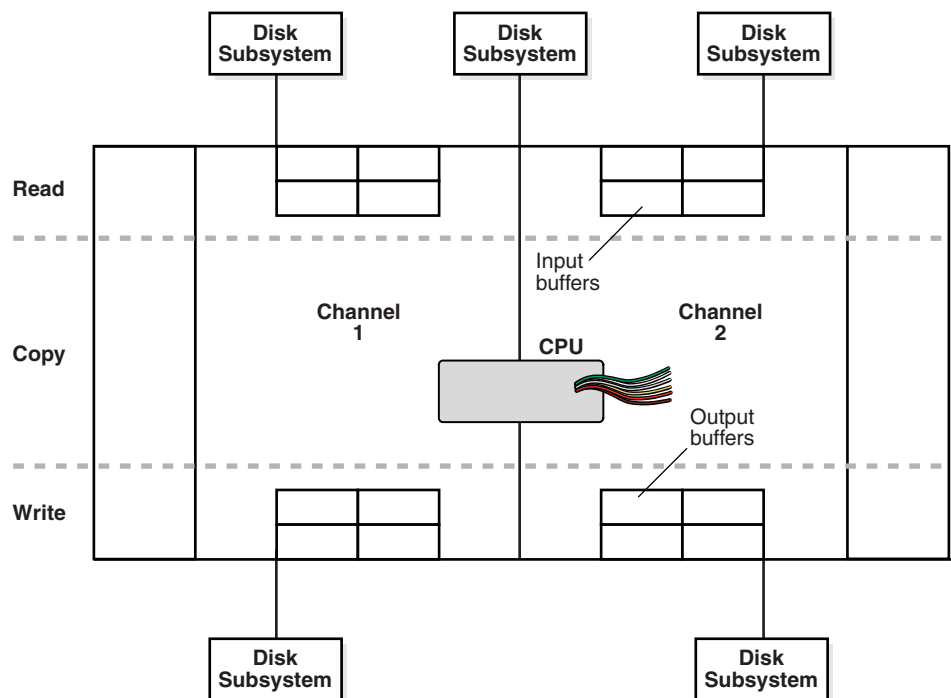 Disk
Subsystem
Disk
Subsystem
Disk
Subsystem
Read
Input
buffers
Channel
1
Channel
2
Copy
CPU
Output
buffers
Write
Disk
Subsystem
Disk
Subsystem